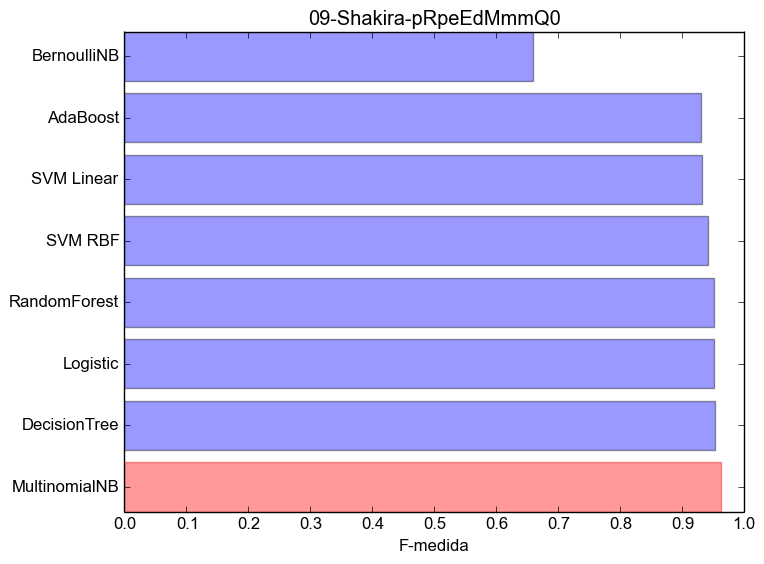 09-Shakira-pRpeEdMmmQ0
BernoulliNB
AdaBoost
SVM Linear
SVM RBF
RandomForest
Logistic
DecisionTree
MultinomialNB
0.0 0.1 0.2 0.3 0.4 0.5 0.6 0.7 0.8 0.9 1.0
F-medida